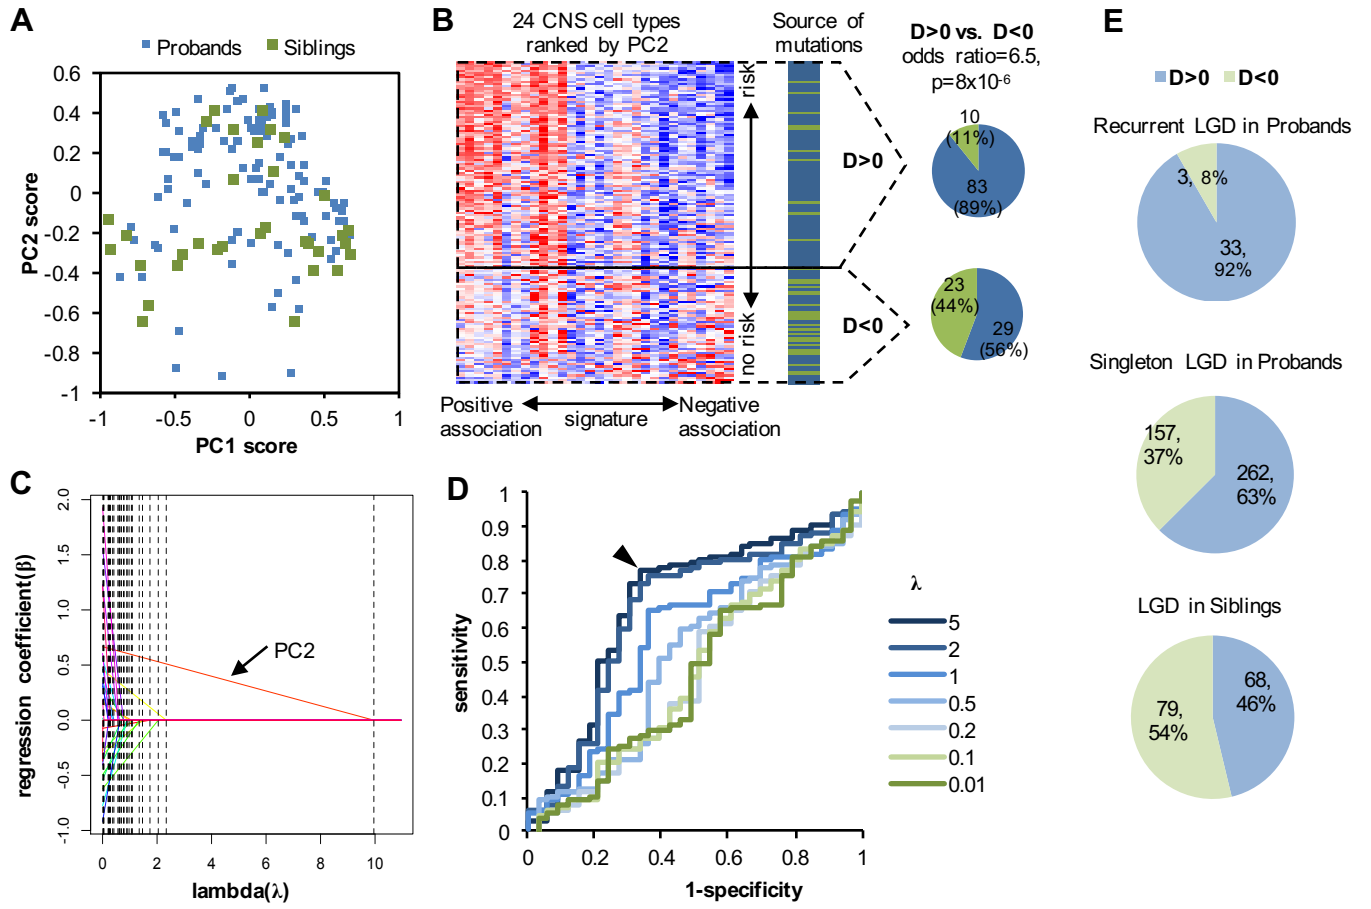 A
Probands
Siblings
0.6
0.4
0.2
0
-0.2
-0.4
-0.6
-0.8
-1
PC2 score
-1
-0.5
0
0.5
1
PC1 score
B
24 CNS cell types
ranked by PC2
Source of
mutations
risk
no risk
D>0
D<0
Positive
association
signature
Negative
association
D>0 vs. D<0
odds ratio=6.5,
p=8x10-6
10
(11%)
83
(89%)
23
(44%)
29
(56%)
C
2.0
1.5
1.0
0.5
0.0
-0.5
-1.0
regression coefficient(β)
PC2
0
2
4
6
8
10
lambda(λ)
D
1
0.9
0.8
0.7
0.6
0.5
0.4
0.3
0.2
0.1
0
sensitivity
0
0.2
0.4
0.6
0.8
1
1-specificity
λ
5
2
1
0.5
0.2
0.1
0.01
E
D>0
D<0
Recurrent LGD in Probands
3, 8%
33,
92%
Singleton LGD in Probands
157,
37%
262,
63%
LGD in Siblings
68,
46%
79,
54%